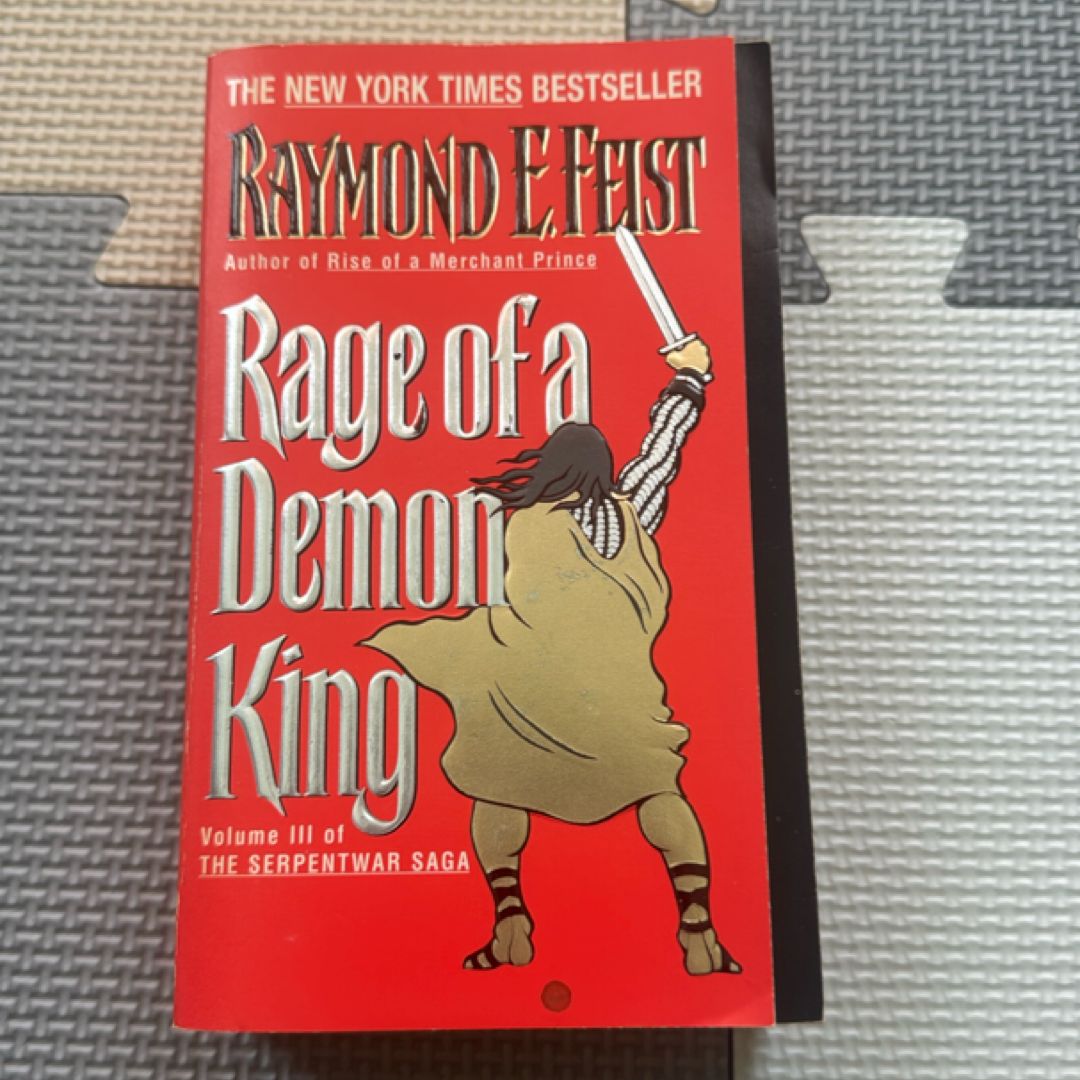 THE NEW YORK TIMES BESTSELLER
RAYMOND E. FEIST
Author of Rise of a Merchant Prince
Rage of a
Demon
King
Volume III of
THE SERPENTWAR SAGA